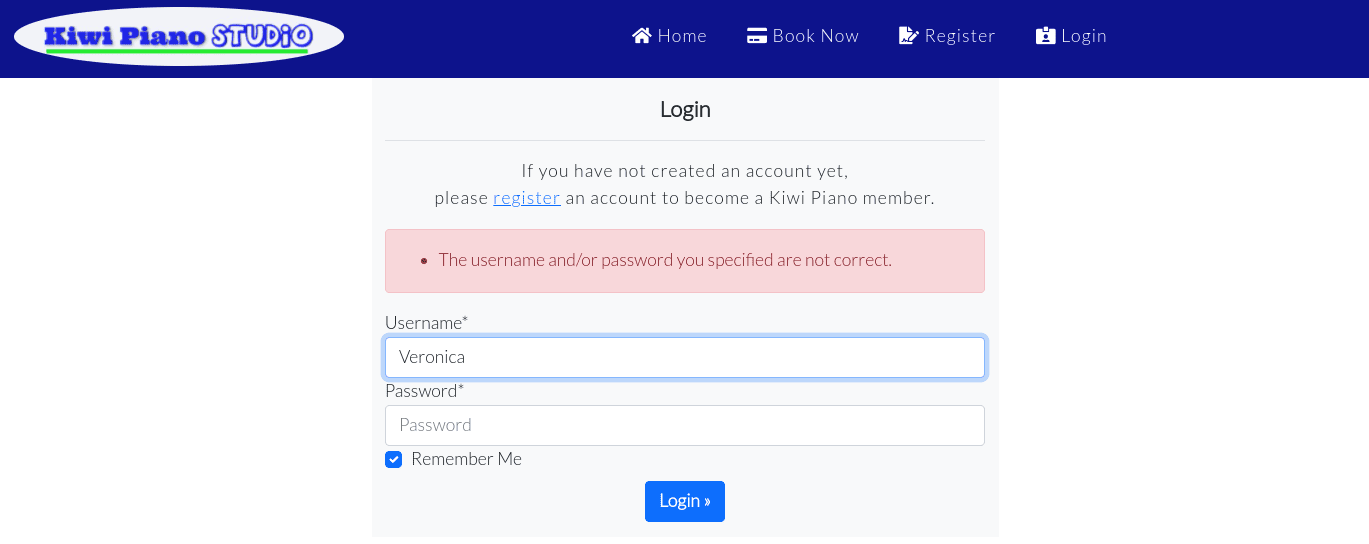 Kiwi Piano STUDiO
Home Book Now Register Login
Login
If you have not created an account yet,
please register an account to become a Kiwi Piano member.
• The username and/or password you specified are not correct.
Username*
Veronica
Password*
Password
Remember Me
Login »